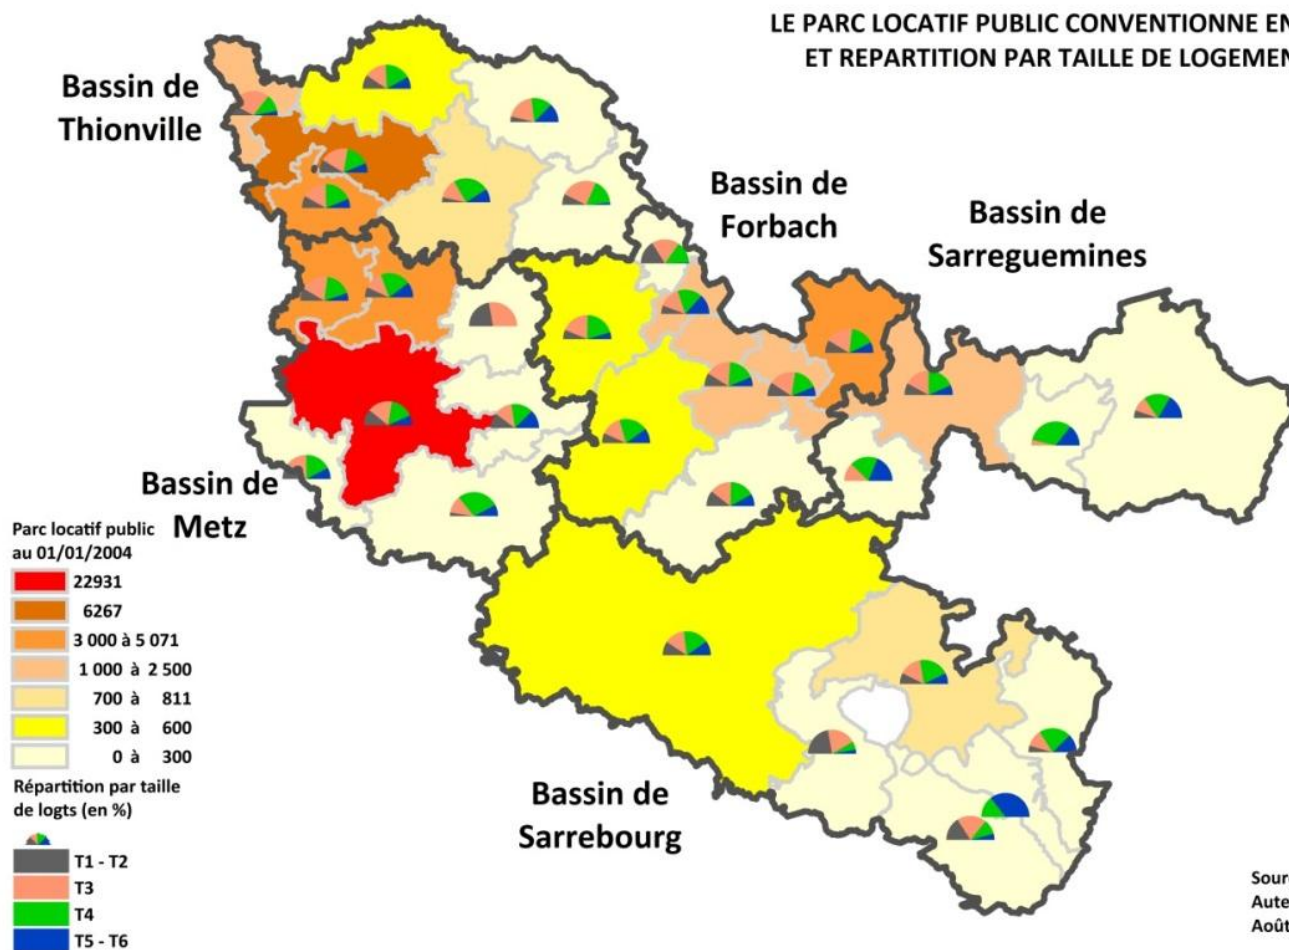 LE PARC LOCATIF PUBLIC CONVENTIONNE EN
ET REPARTITION PAR TAILLE DE LOGEMEN
Bassin de
Thionville
Bassin de
Forbach
Bassin de
Sarreguemines
Bassin de
Metz
Parc locatif public
au 01/01/2004
22931
6267
3 000 à 5 071
1 000 à 2 500
700 à 811
300 à 600
0 à 300
Répartition par taille
de logts (en %)
T1 - T2
T3
T4
T5 - T6
Bassin de
Sarrebourg
Sour
Aute
Août